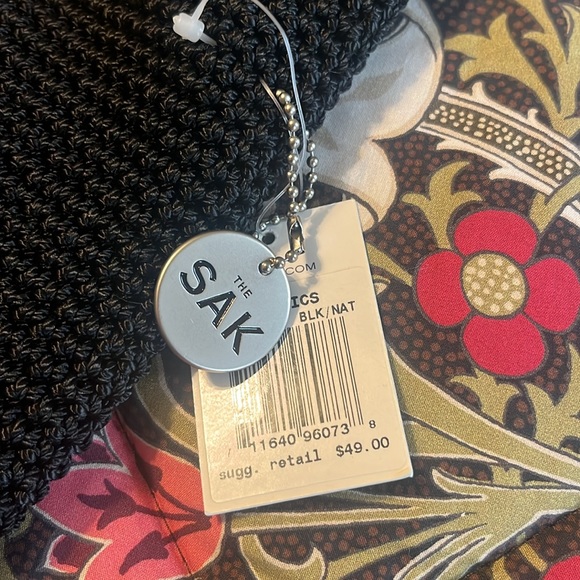 THE
SAK
.COM
ICS
BLK/NAT
11640 96073 8
sugg. retail $49.00